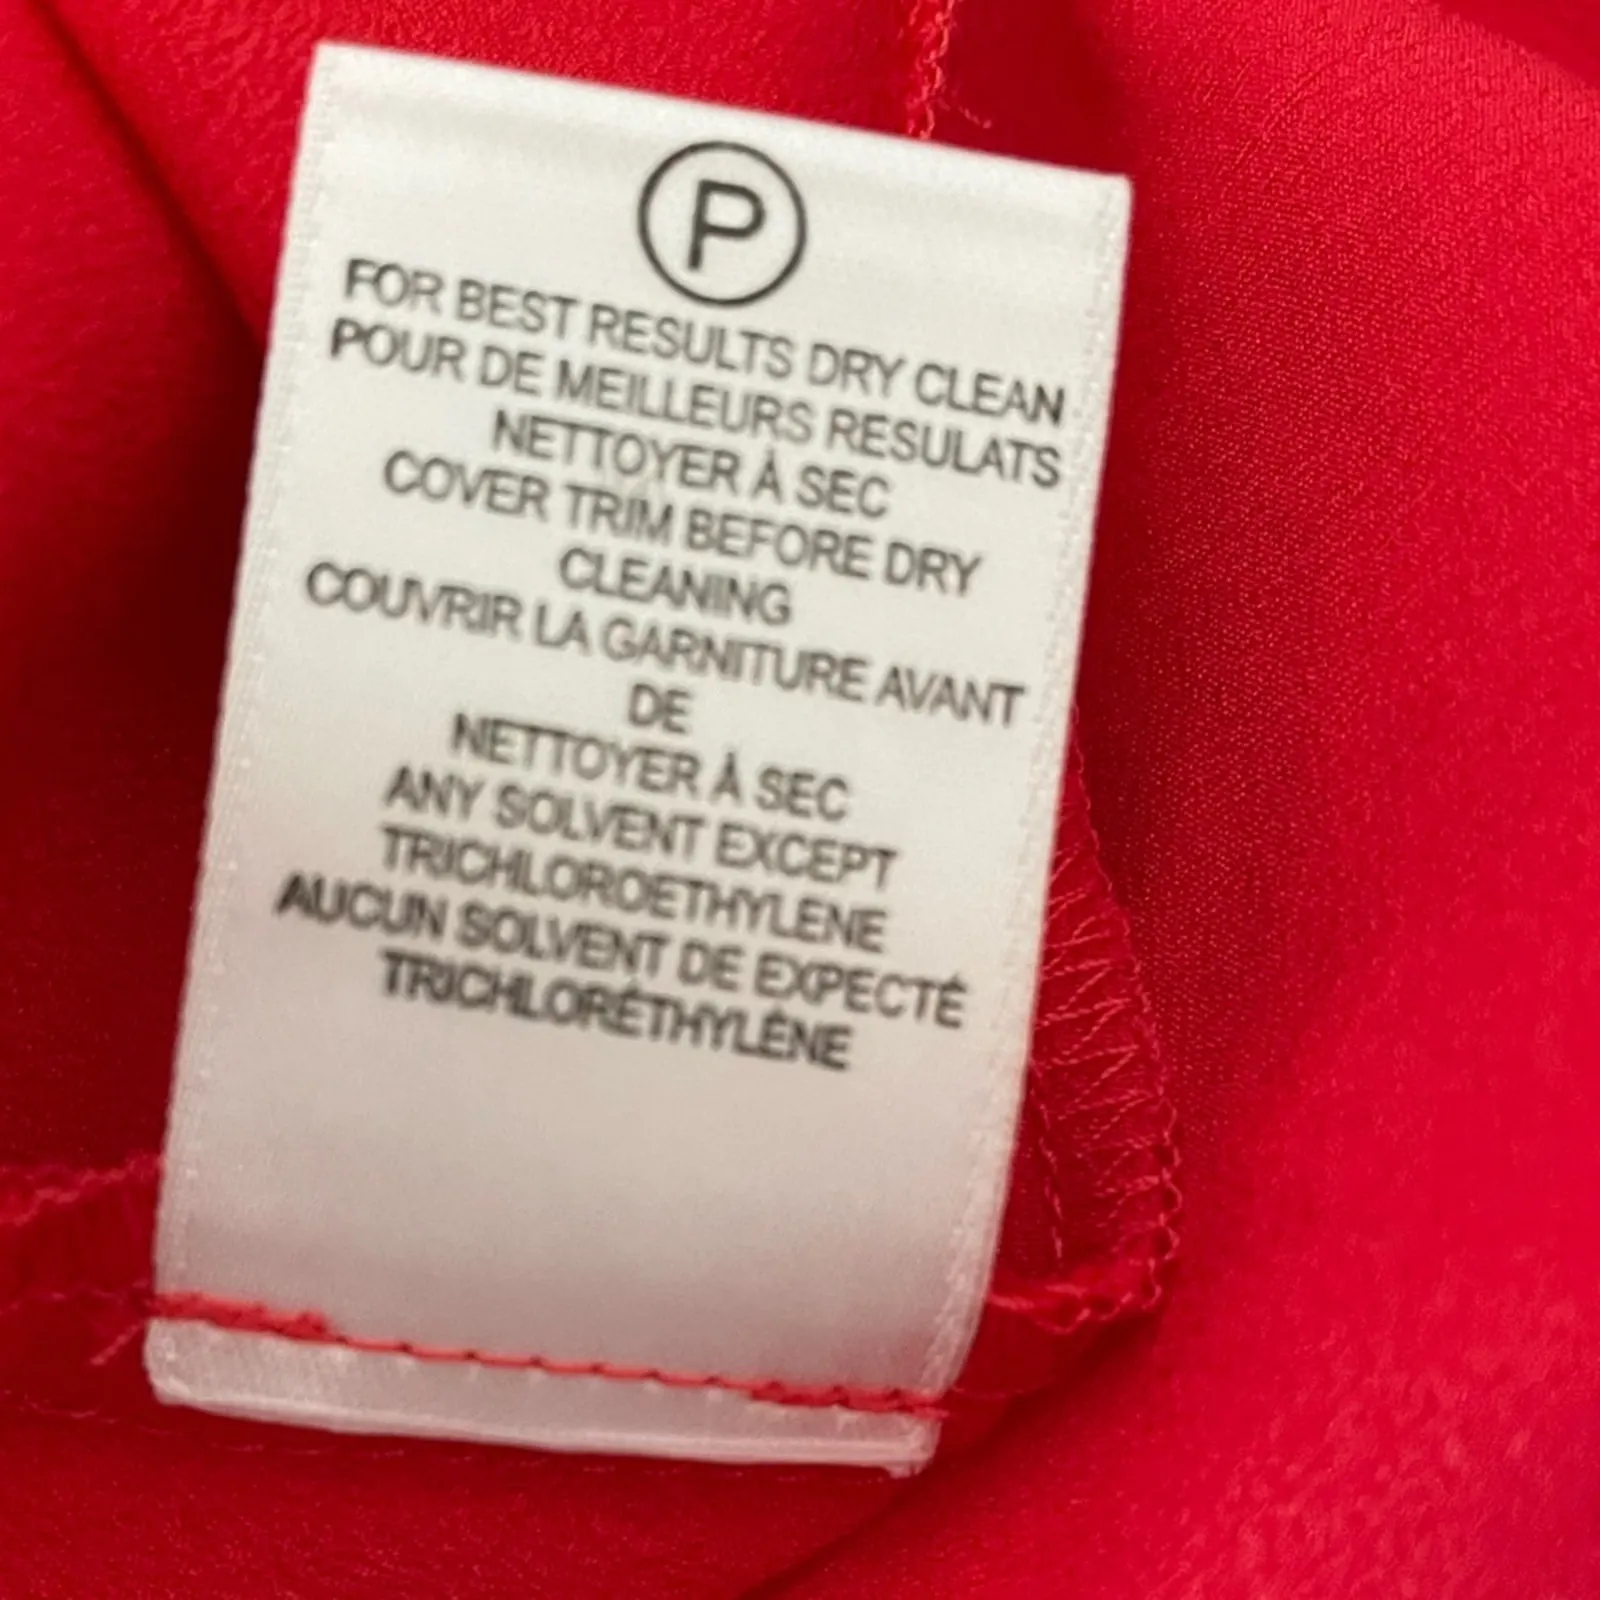 P
FOR BEST RESULTS DRY CLEAN
POUR DE MEILLEURS RESULATS
NETTOYER À SEC
COVER TRIM BEFORE DRY
CLEANING
COUVRIR LA GARNITURE AVANT
DE
NETTOYER À SEC
ANY SOLVENT EXCEPT
TRICHLOROETHYLENE
AUCUN SOLVENT DE EXPECTÉ
TRICHLORÉTHYLÈNE